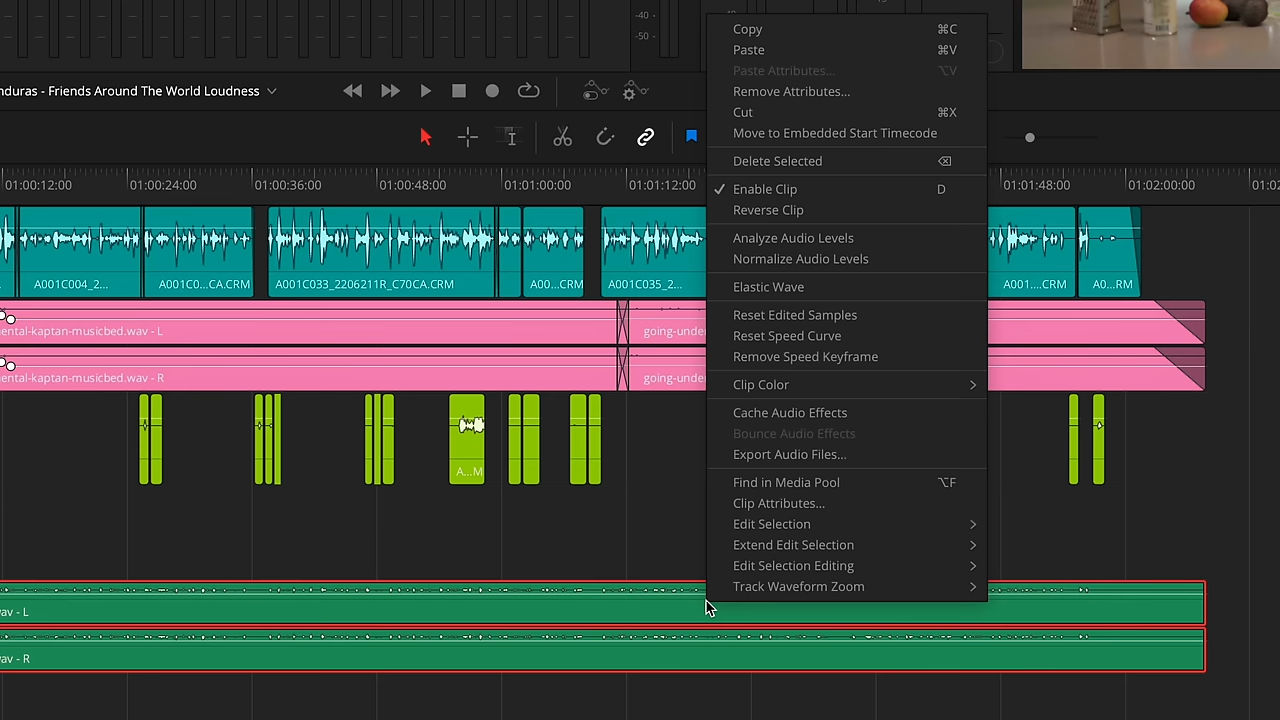 -40 -
-50 -
nduras - Friends Around The World Loudness
01:00:12:00
01:00:24:00
01:00:36:00
01:00:48:00
01:01:00:00
01:01:12:00
01:01:48:00
01:02:00:00
01:02
A001C004_2...
A001C0...CA.CRM
A001C033_2206211R_C70CA.CRM
A00...CRM
A001C035_2...
A001....CRM
A0...RM
ental-kaptan-musicbed.wav - L
going-unde
ental-kaptan-musicbed.wav - R
going-unde
A...M
vav - L
vav - R
Copy ⌘C
Paste ⌘V
Paste Attributes... ⌥V
Remove Attributes...
Cut ⌘X
Move to Embedded Start Timecode
Delete Selected ⌫
✓ Enable Clip D
Reverse Clip
Analyze Audio Levels
Normalize Audio Levels
Elastic Wave
Reset Edited Samples
Reset Speed Curve
Remove Speed Keyframe
Clip Color >
Cache Audio Effects
Bounce Audio Effects
Export Audio Files...
Find in Media Pool ⌥F
Clip Attributes...
Edit Selection >
Extend Edit Selection >
Edit Selection Editing >
Track Waveform Zoom >